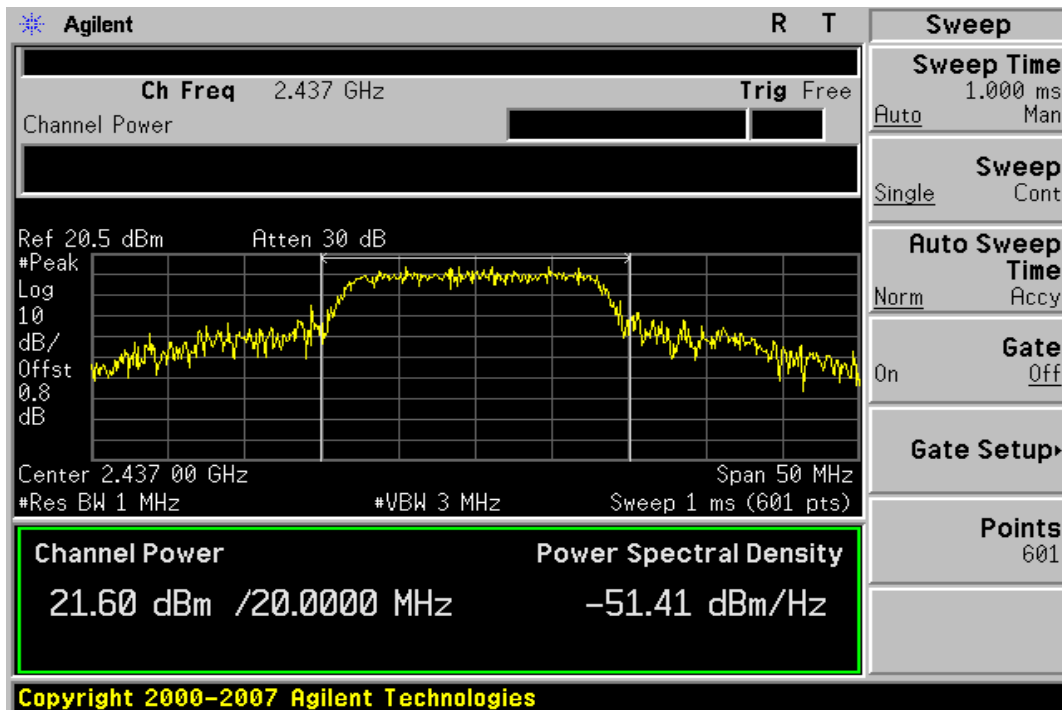 Agilent R T
Ch Freq 2.437 GHz Trig Free
Channel Power
Ref 20.5 dBm Atten 30 dB
#Peak
Log
10
dB/
Offst
0.8
dB
Center 2.437 00 GHz Span 50 MHz
#Res BW 1 MHz #VBW 3 MHz Sweep 1 ms (601 pts)
Channel Power Power Spectral Density
21.60 dBm /20.0000 MHz -51.41 dBm/Hz
Copyright 2000-2007 Agilent Technologies
Sweep
Sweep Time
1.000 ms
Auto Man
Sweep
Single Cont
Auto Sweep
Time
Norm Accy
Gate
On Off
Gate Setup▸
Points
601